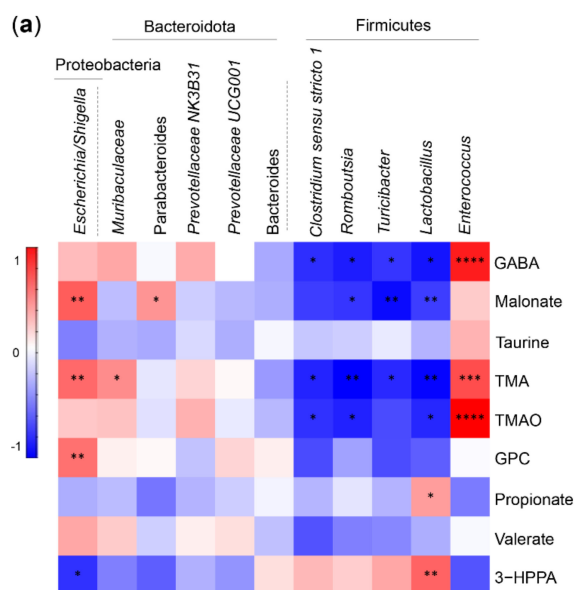 (a)
Bacteroidota
Firmicutes
Proteobacteria
Escherichia/Shigella
Muribaculaceae
Parabacteroides
Prevotellaceae NK3B31
Prevotellaceae UCG001
Bacteroides
Clostridium sensu stricto 1
Romboutsia
Turicibacter
Lactobacillus
Enterococcus
1
0
-1
* * * * **** GABA
** * * ** ** Malonate
Taurine
** * * ** * ** *** TMA
* * * **** TMAO
** GPC
* Propionate
Valerate
* ** 3−HPPA